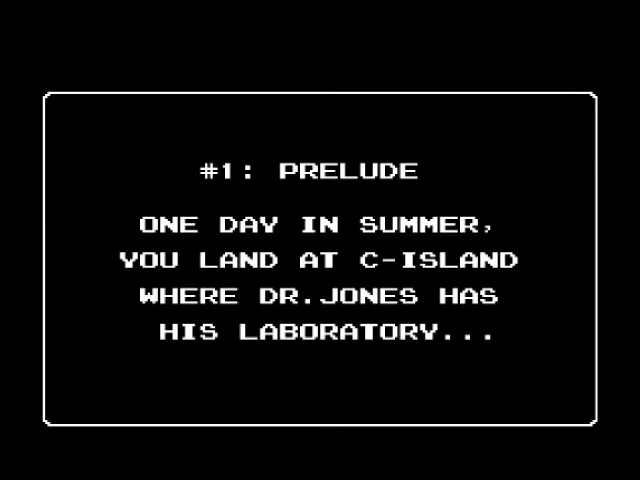 #1: PRELUDE
ONE DAY IN SUMMER,
YOU LAND AT C-ISLAND
WHERE DR.JONES HAS
HIS LABORATORY...